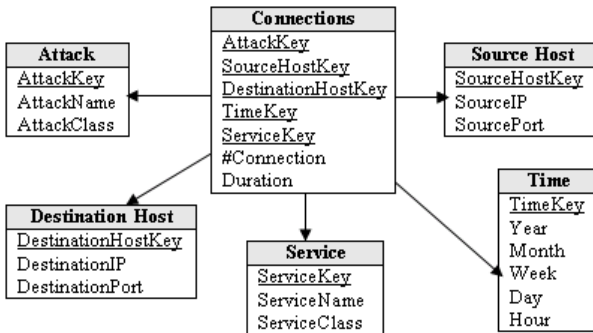 Connections
AttackKey
SourceHostKey
DestinationHostKey
TimeKey
ServiceKey
#Connection
Duration
Attack
AttackKey
AttackName
AttackClass
Source Host
SourceHostKey
SourceIP
SourcePort
Destination Host
DestinationHostKey
DestinationIP
DestinationPort
Service
ServiceKey
ServiceName
ServiceClass
Time
TimeKey
Year
Month
Week
Day
Hour